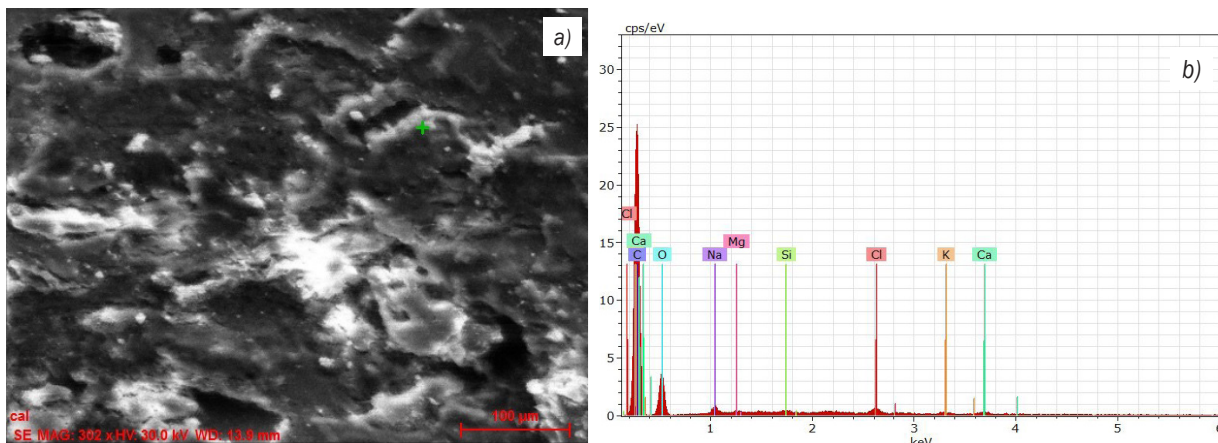 a)
cal
SE MAG: 302 x HV: 30.0 kV WD: 13.9 mm
100 µm
cps/eV
b)
30
25
20
15
10
5
0
Cl
Ca
C
O
Na
Mg
Si
Cl
K
Ca
1
2
3
4
5
6
keV